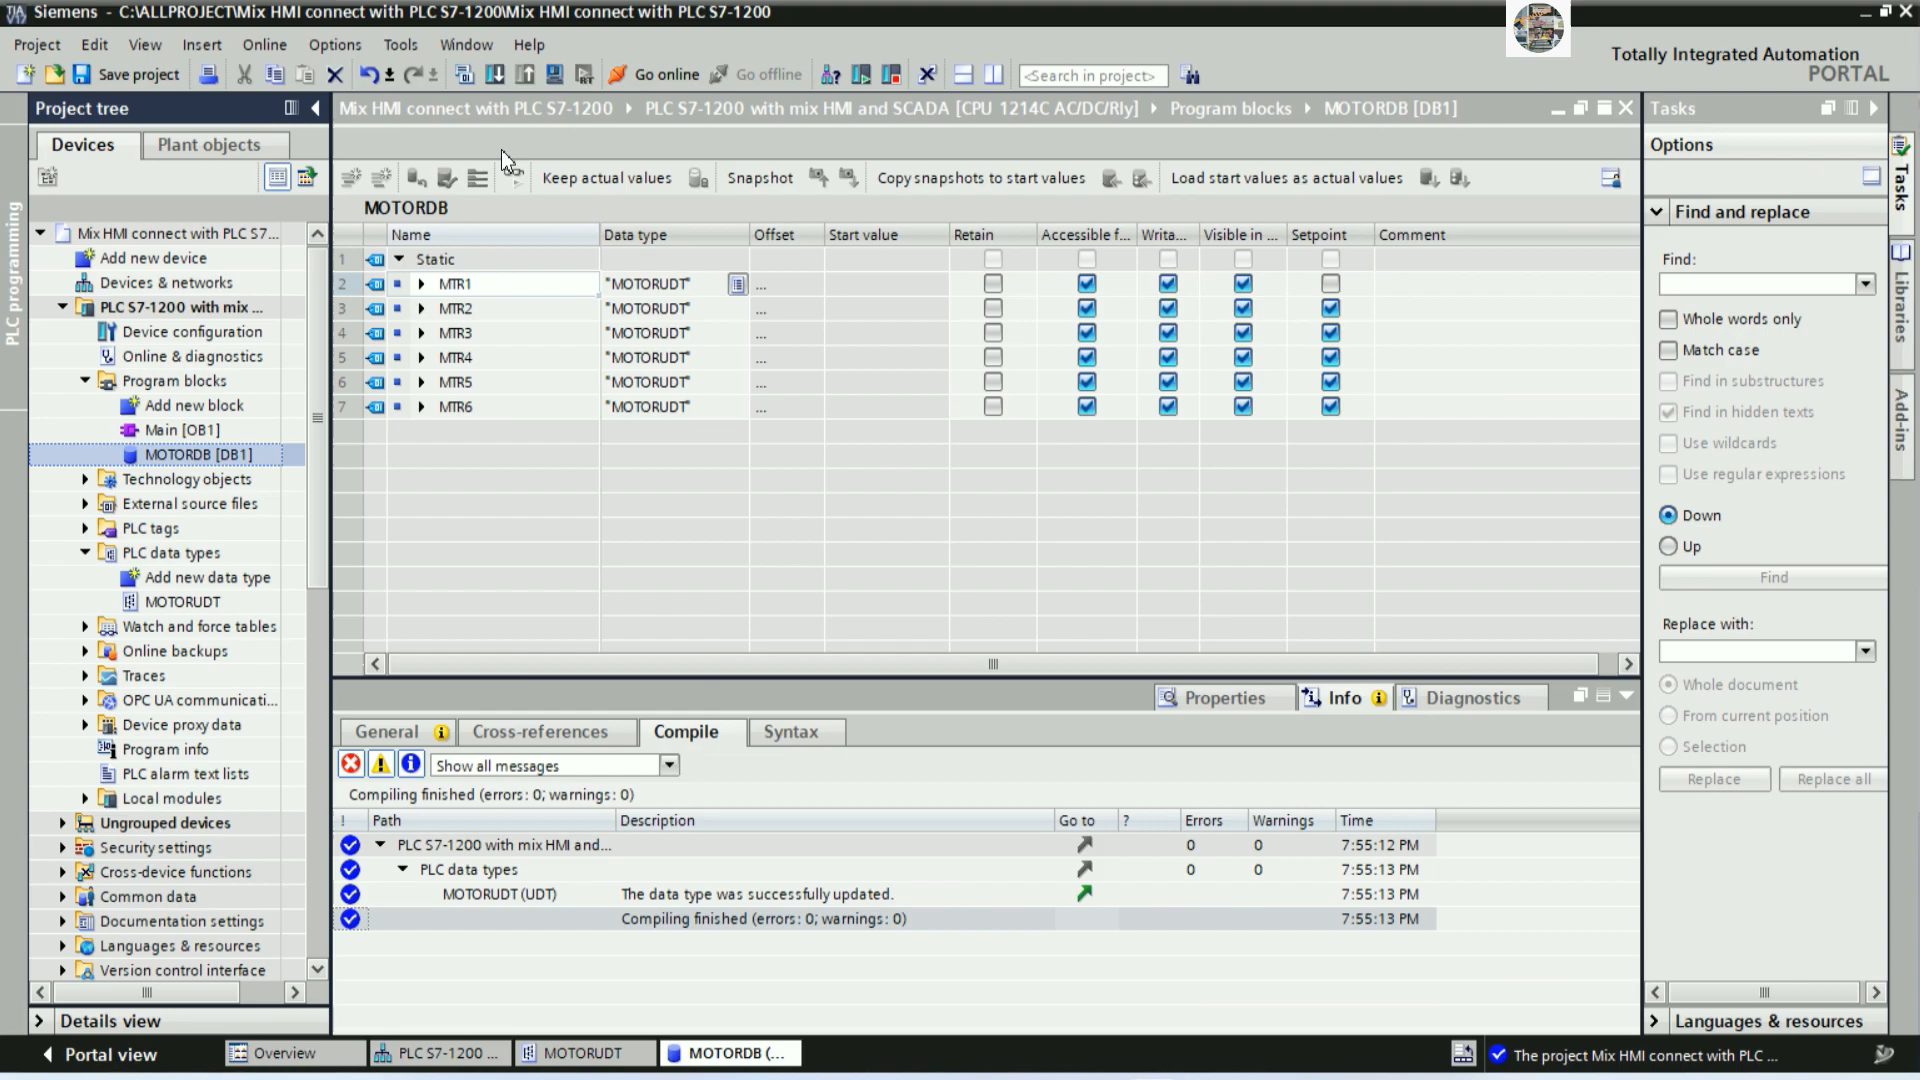 Siemens - C:\ALLPROJECT\Mix HMI connect with PLC S7-1200\Mix HMI connect with PLC S7-1200
Project Edit View Insert Online Options Tools Window Help
Totally Integrated Automation
PORTAL
Save project Go online Go offline <Search in project>
Project tree
Mix HMI connect with PLC S7-1200 PLC S7-1200 with mix HMI and SCADA [CPU 1214C AC/DC/Rly] Program blocks MOTORDB [DB1]
Tasks
Devices Plant objects
Options
Keep actual values Snapshot Copy snapshots to start values Load start values as actual values
PLC programming
Tasks
Libraries
Add-ins
MOTORDB
Name Data type Offset Start value Retain Accessible f... Writa... Visible in ... Setpoint Comment
1 Static
2 MTR1 "MOTORUDT" ...
3 MTR2 "MOTORUDT" ...
4 MTR3 "MOTORUDT" ...
5 MTR4 "MOTORUDT" ...
6 MTR5 "MOTORUDT" ...
7 MTR6 "MOTORUDT" ...
Mix HMI connect with PLC S7...
Add new device
Devices & networks
PLC S7-1200 with mix ...
Device configuration
Online & diagnostics
Program blocks
Add new block
Main [OB1]
MOTORDB [DB1]
Technology objects
External source files
PLC tags
PLC data types
Add new data type
MOTORUDT
Watch and force tables
Online backups
Traces
OPC UA communicati...
Device proxy data
Program info
PLC alarm text lists
Local modules
Ungrouped devices
Security settings
Cross-device functions
Common data
Documentation settings
Languages & resources
Version control interface
Details view
Find and replace
Find:
Whole words only
Match case
Find in substructures
Find in hidden texts
Use wildcards
Use regular expressions
Down
Up
Find
Replace with:
Whole document
From current position
Selection
Replace Replace all
Languages & resources
Properties Info Diagnostics
General Cross-references Compile Syntax
Show all messages
Compiling finished (errors: 0; warnings: 0)
! Path Description Go to ? Errors Warnings Time
PLC S7-1200 with mix HMI and... 0 0 7:55:12 PM
PLC data types 0 0 7:55:13 PM
MOTORUDT (UDT) The data type was successfully updated. 7:55:13 PM
Compiling finished (errors: 0; warnings: 0) 7:55:13 PM
Portal view Overview PLC S7-1200 ... MOTORUDT MOTORDB (... The project Mix HMI connect with PLC ...